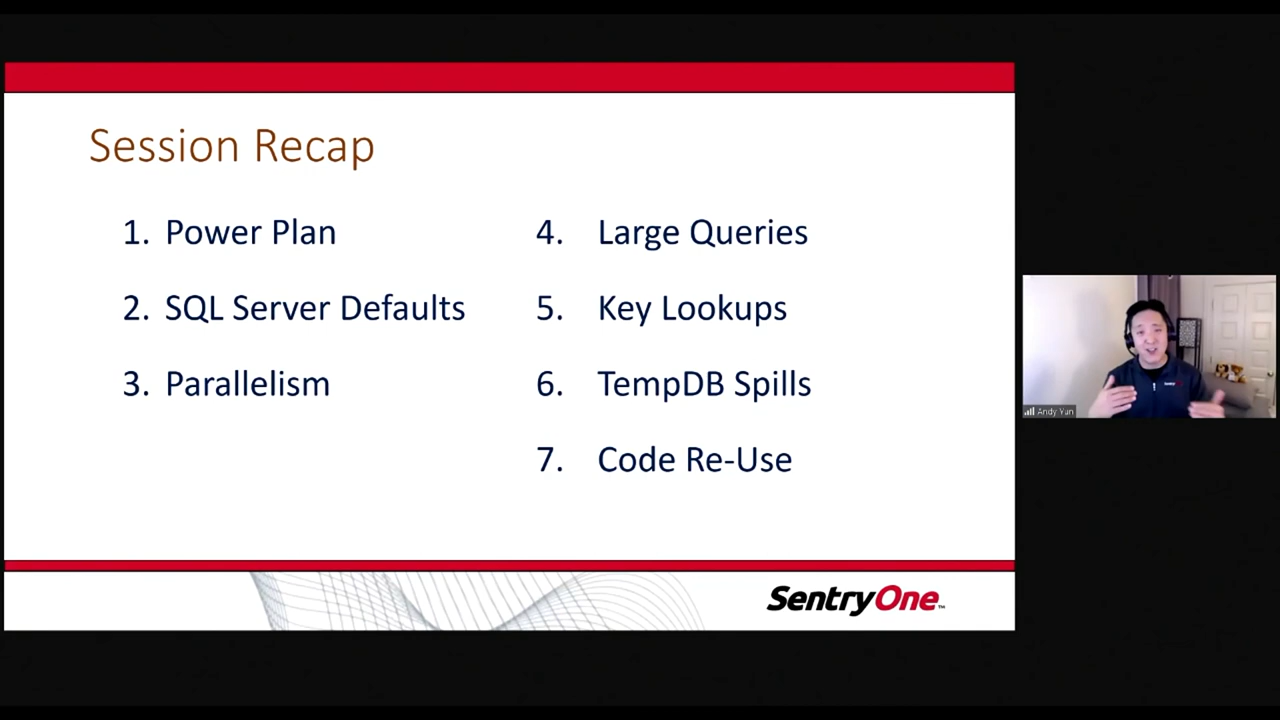 Session Recap
1. Power Plan
2. SQL Server Defaults
3. Parallelism
4. Large Queries
5. Key Lookups
6. TempDB Spills
7. Code Re-Use
SentryOne™
Andy Yun